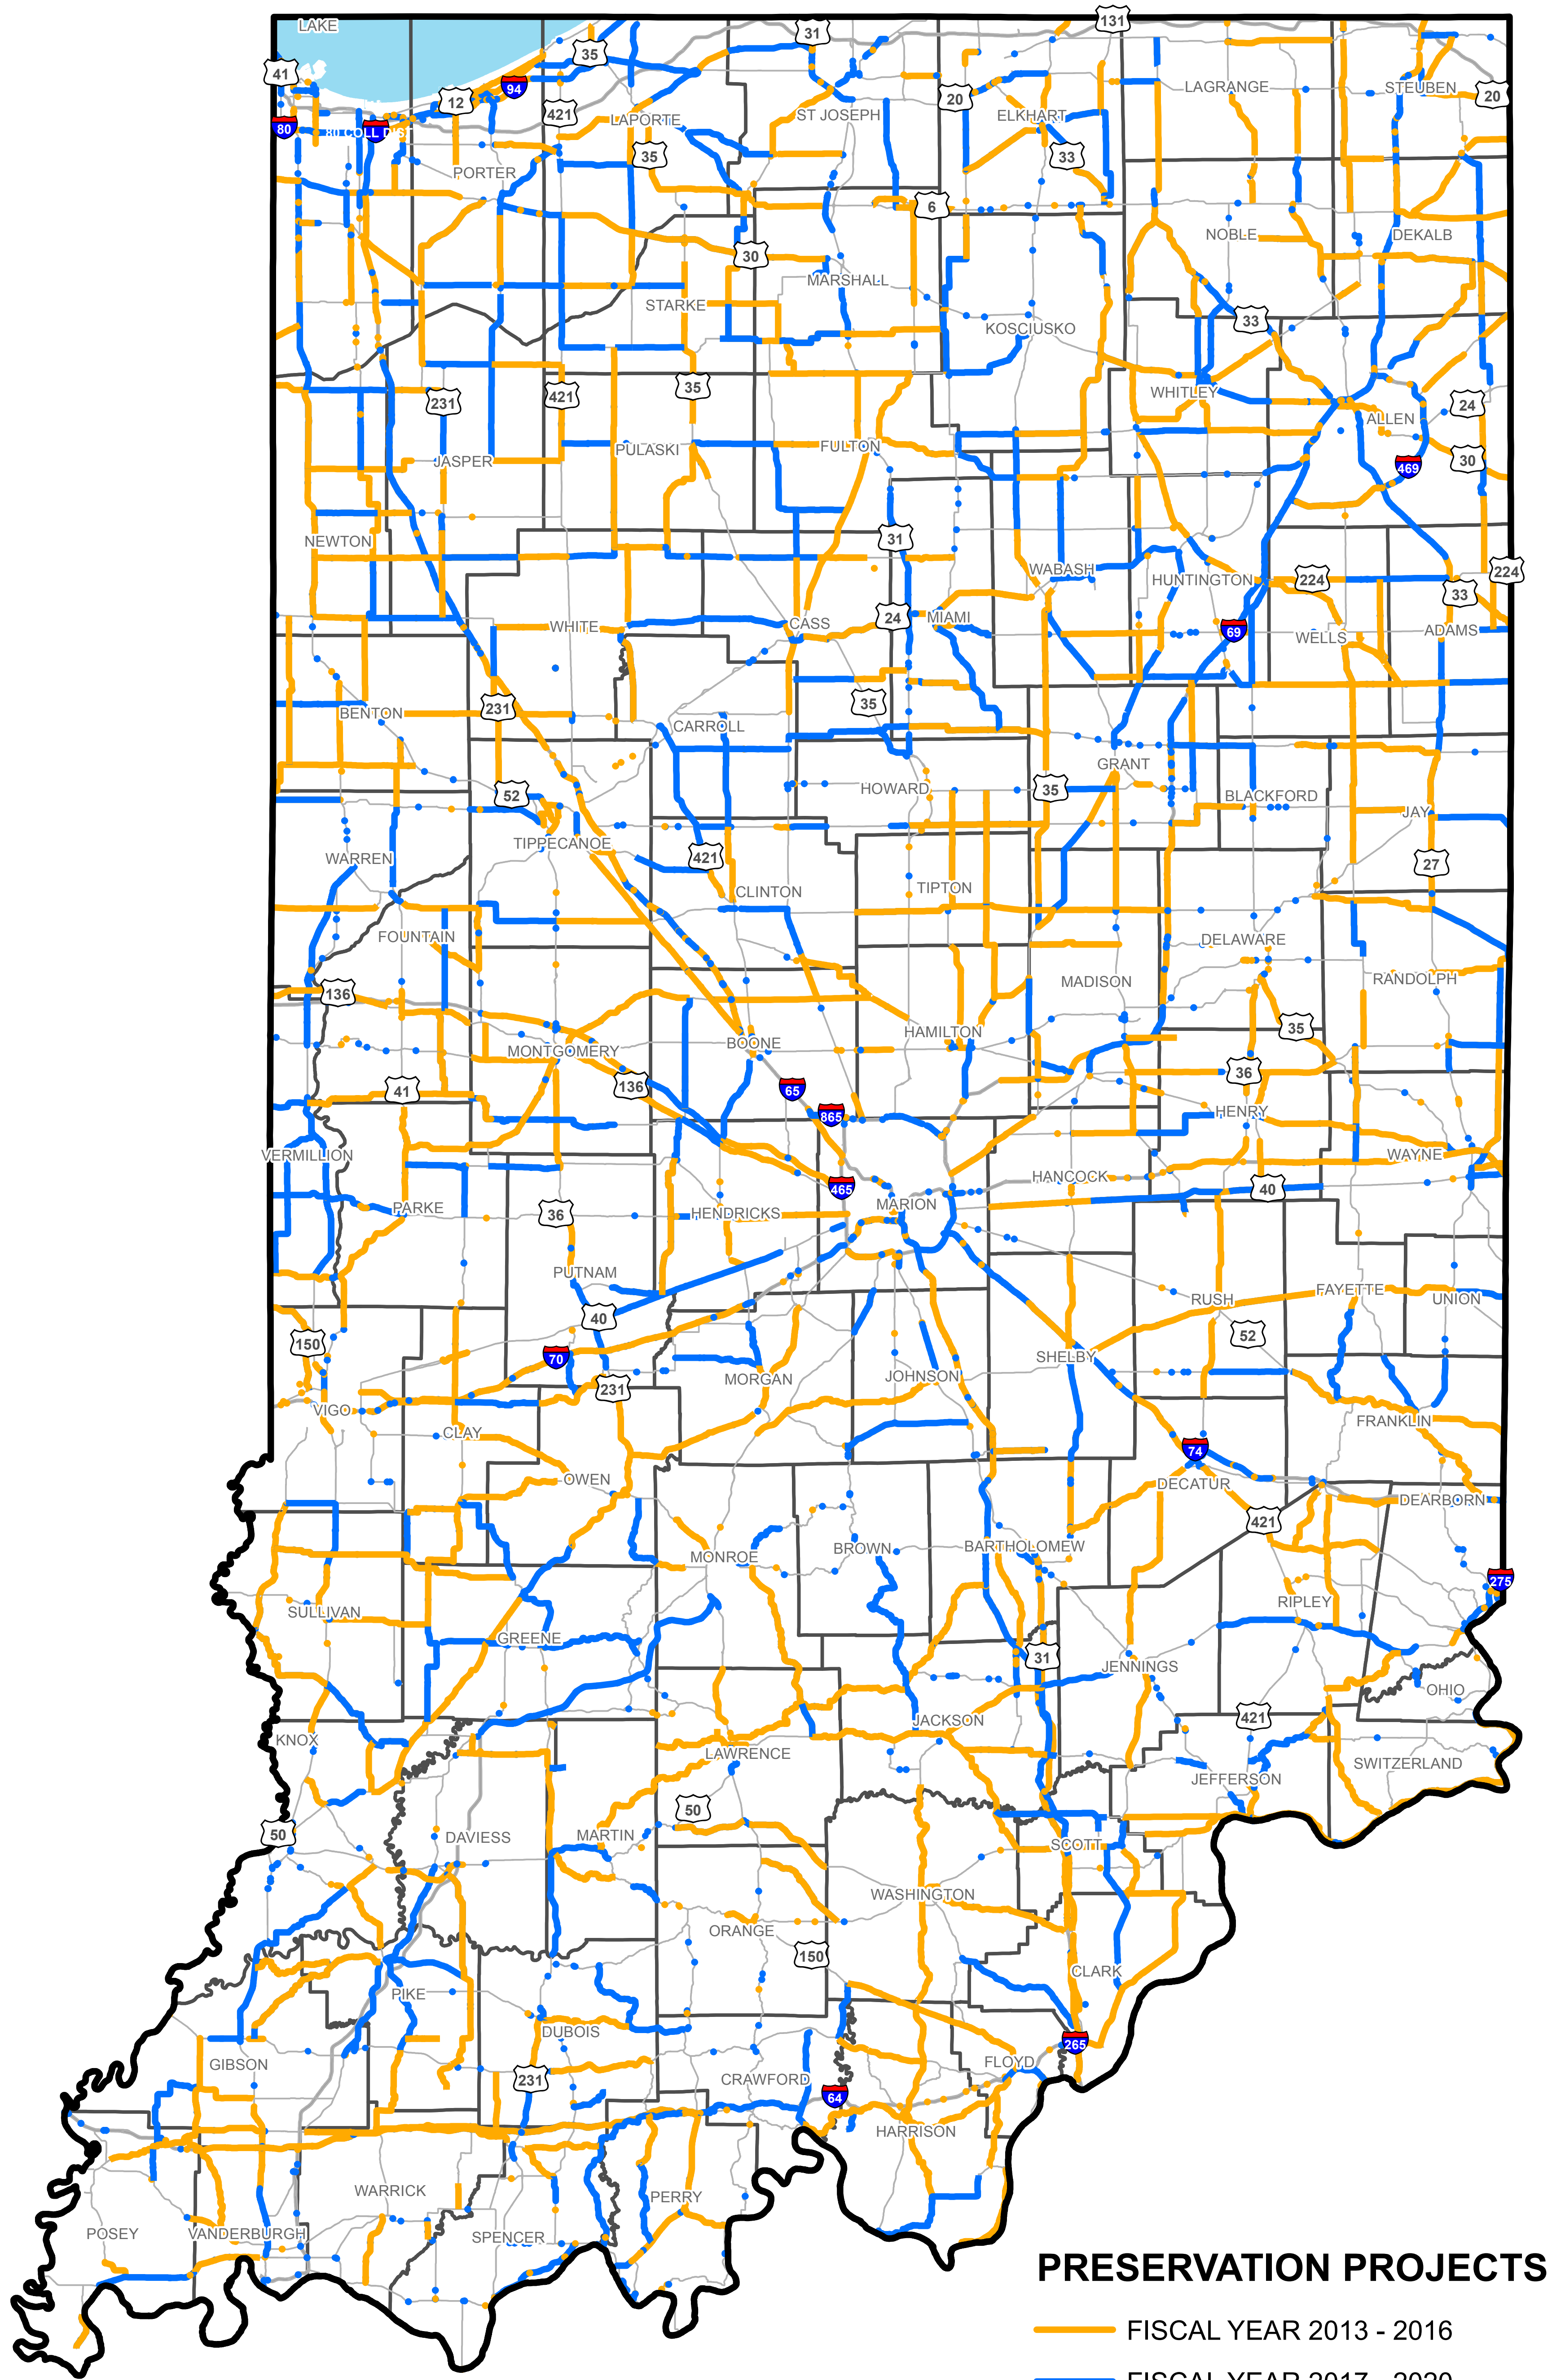 LAKE
131
31
35
41
94
12
20
LAGRANGE
STEUBEN
20
421
ST JOSEPH
ELKHART
LAPORTE
80
80 COLL DIST
35
33
PORTER
6
NOBLE
DEKALB
30
MARSHALL
STARKE
33
KOSCIUSKO
35
WHITLEY
421
231
24
ALLEN
FULTON
PULASKI
JASPER
30
469
31
NEWTON
WABASH
224
HUNTINGTON
224
33
24
MIAMI
CASS
WHITE
69
WELLS
ADAMS
35
231
BENTON
CARROLL
GRANT
HOWARD
35
52
BLACKFORD
JAY
TIPPECANOE
421
WARREN
27
CLINTON
TIPTON
FOUNTAIN
DELAWARE
RANDOLPH
MADISON
136
35
HAMILTON
BOONE
MONTGOMERY
36
136
41
65
865
HENRY
VERMILLION
WAYNE
HANCOCK
465
40
MARION
PARKE
HENDRICKS
36
PUTNAM
FAYETTE
RUSH
UNION
40
52
150
70
SHELBY
JOHNSON
MORGAN
231
VIGO
FRANKLIN
CLAY
74
OWEN
DECATUR
DEARBORN
421
BARTHOLOMEW
BROWN
MONROE
275
RIPLEY
SULLIVAN
GREENE
31
JENNINGS
OHIO
421
JACKSON
KNOX
LAWRENCE
SWITZERLAND
JEFFERSON
50
50
DAVIESS
MARTIN
SCOTT
WASHINGTON
ORANGE
150
CLARK
PIKE
DUBOIS
265
GIBSON
FLOYD
231
CRAWFORD
64
HARRISON
WARRICK
PERRY
POSEY
VANDERBURGH
SPENCER
PRESERVATION PROJECTS
FISCAL YEAR 2013 - 2016
FISCAL YEAR 2017 - 2020